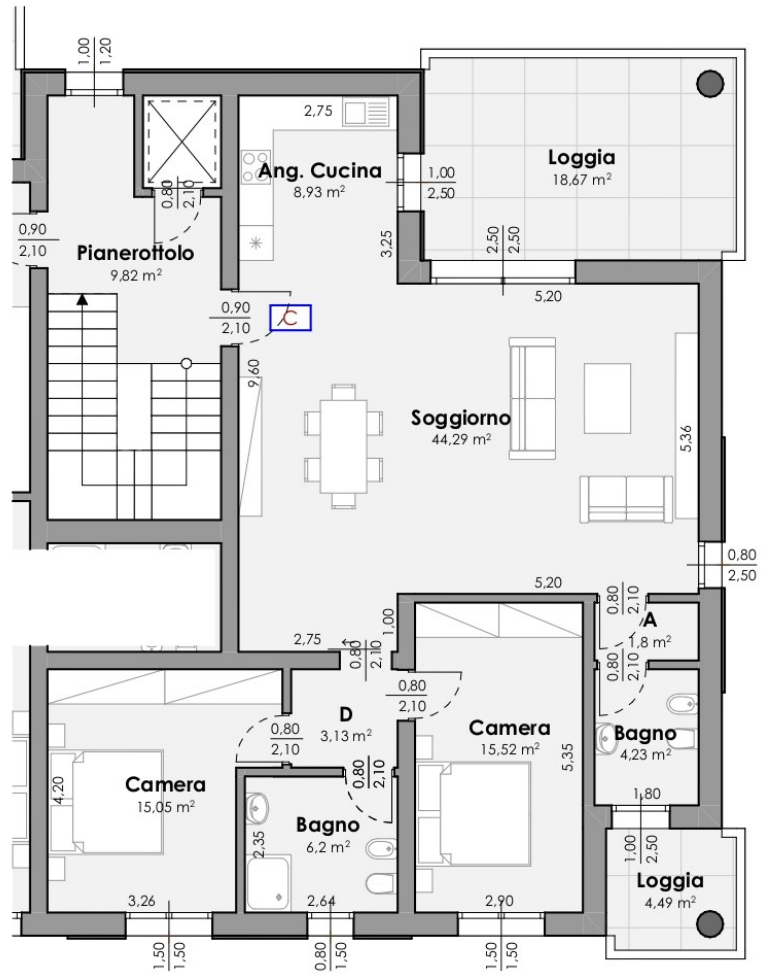 1,00
1,20
2,75
Ang. Cucina
8,93 m²
0,80
2,10
1,00
2,50
Loggia
18,67 m²
0,90
2,10
Pianerottolo
9,82 m²
3,25
2,50
2,50
5,20
0,90
2,10
C
9,60
Soggiorno
44,29 m²
5,36
0,80
2,50
5,20
0,80
2,10
A
1,8 m²
1,00
2,75
0,80
2,10
0,80
2,10
0,80
2,10
D
3,13 m²
0,80
2,10
Camera
15,52 m²
5,35
Bagno
4,23 m²
1,80
Camera
15,05 m²
4,20
0,80
2,10
Bagno
6,2 m²
2,35
1,00
2,50
Loggia
4,49 m²
3,26
2,64
2,90
1,50
1,50
0,80
1,50
1,50
1,50